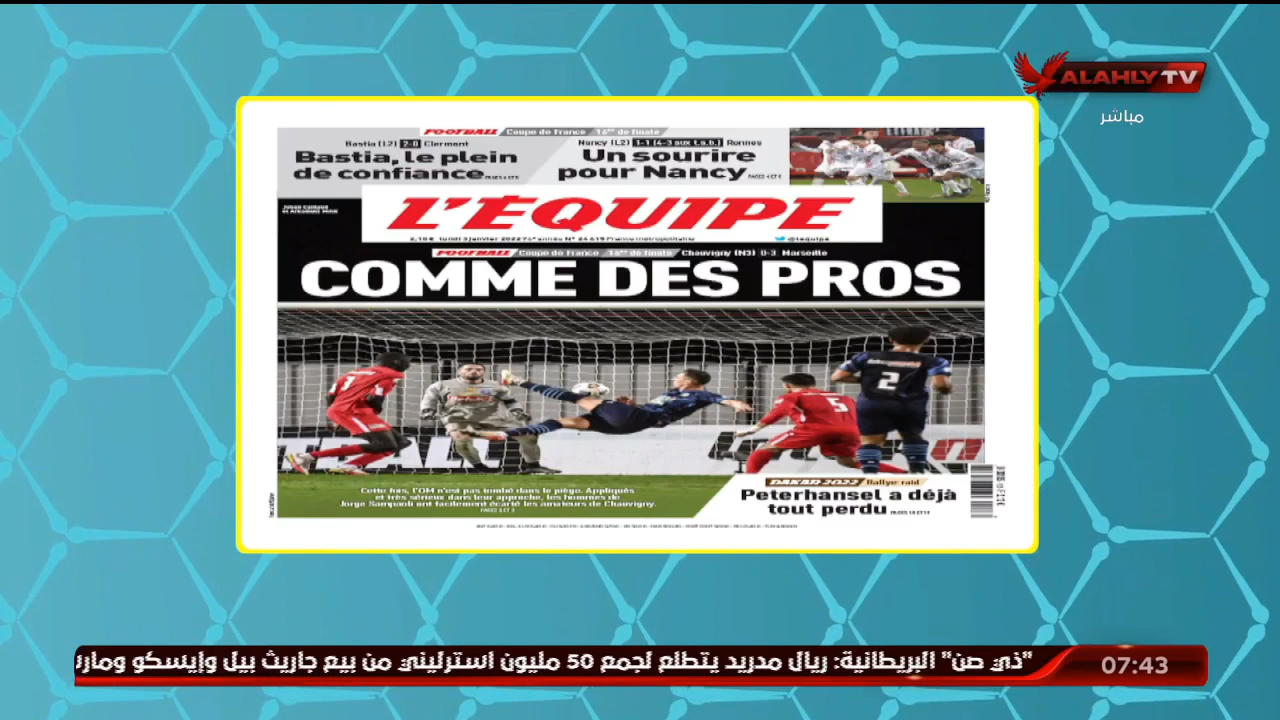 ALAHLY TV
مباشر
FOOTBALL Coupe de France 16es de finale
Bastia (L2) 2-0 Clermont
Bastia, le plein
de confiance
Nancy (L2) 1-1 (4-3 aux t.a.b.) Rennes
Un sourire
pour Nancy
L'ÉQUIPE
@lequipe
FOOTBALL Coupe de France 16es de finale Chauvigny (N3) 0-3 Marseille
COMME DES PROS
1
2
5
Cette fois, l'OM n'est pas tombé dans le piège. Appliqués
et très sérieux dans leur approche, les hommes de
Jorge Sampaoli ont facilement écarté les amateurs de Chauvigny.
DAKAR 2022 Rallye-raid
Peterhansel a déjà
tout perdu
"ذي صن" البريطانية: ريال مدريد يتطلع لجمع 50 مليون استرليني من بيع جاريث بيل وإيسكو ومار
07:43